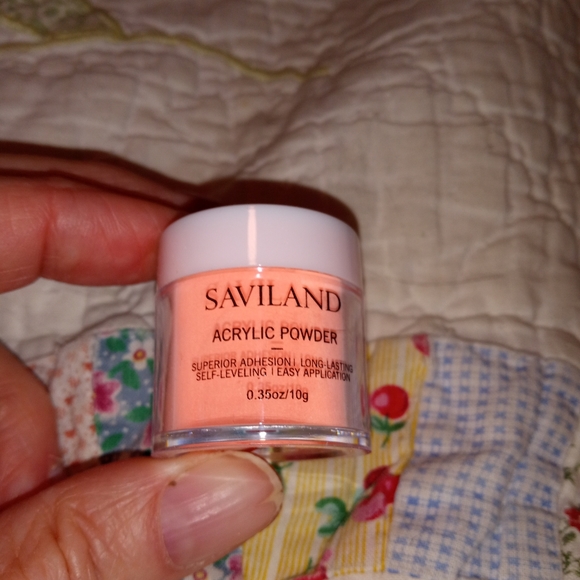 SAVILAND
ACRYLIC POWDER
SUPERIOR ADHESION | LONG-LASTING
SELF-LEVELING | EASY APPLICATION
0.35oz/10g